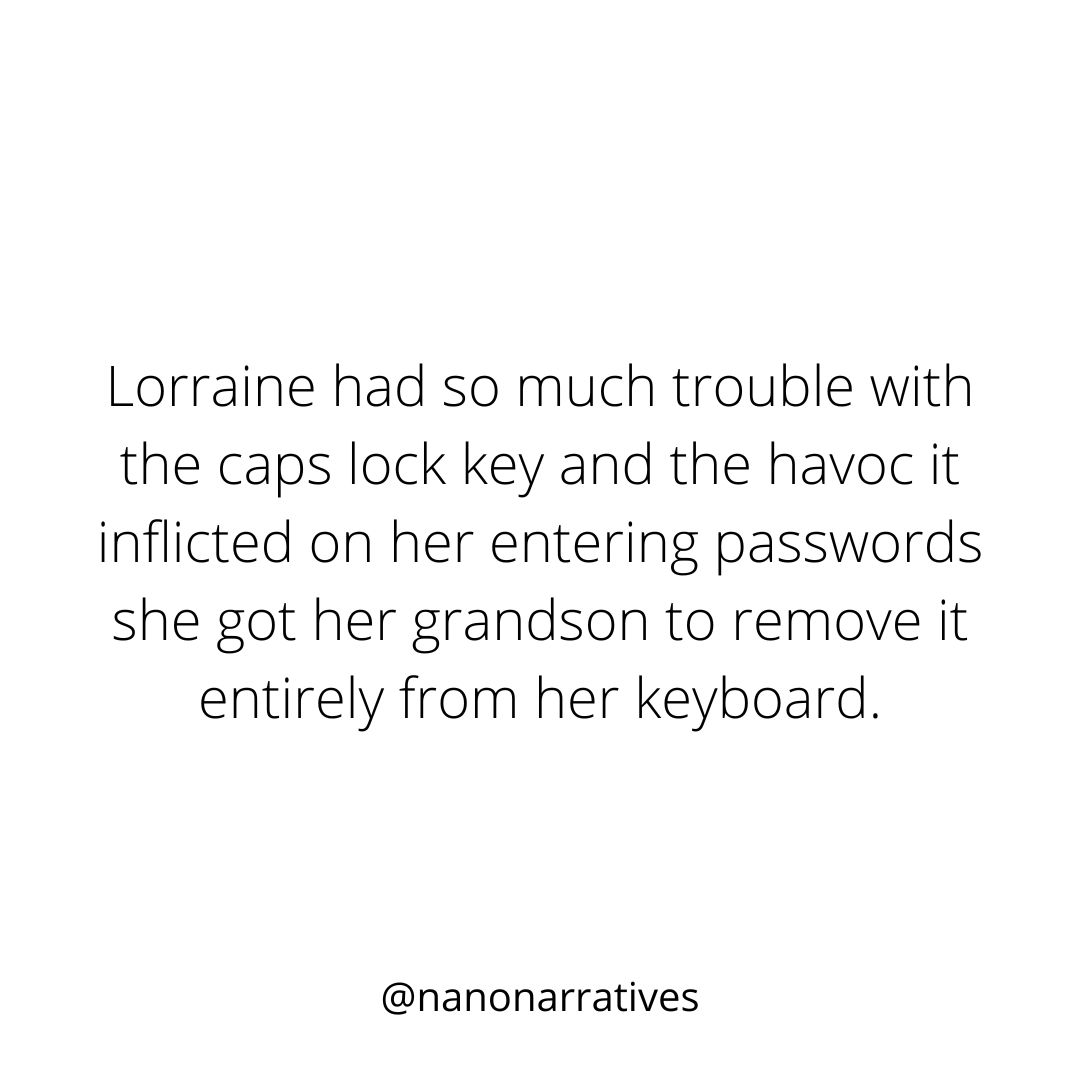 Lorraine had so much trouble with
the caps lock key and the havoc it
inflicted on her entering passwords
she got her grandson to remove it
entirely from her keyboard.
@nanonarratives